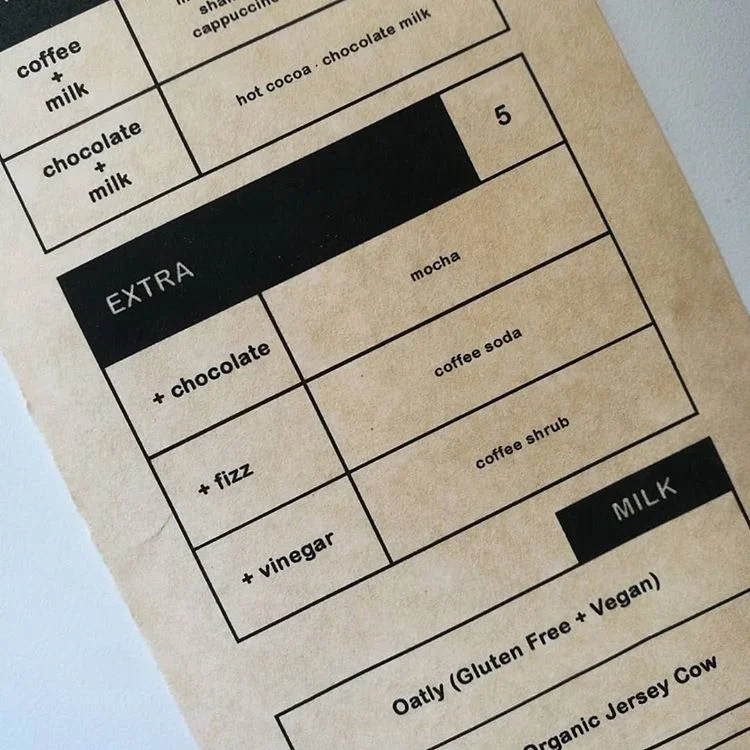 cappuccino
coffee
+
milk
hot cocoa · chocolate milk
chocolate
+
milk
5
EXTRA
mocha
+ chocolate
coffee soda
+ fizz
coffee shrub
+ vinegar
MILK
Oatly (Gluten Free + Vegan)
Organic Jersey Cow